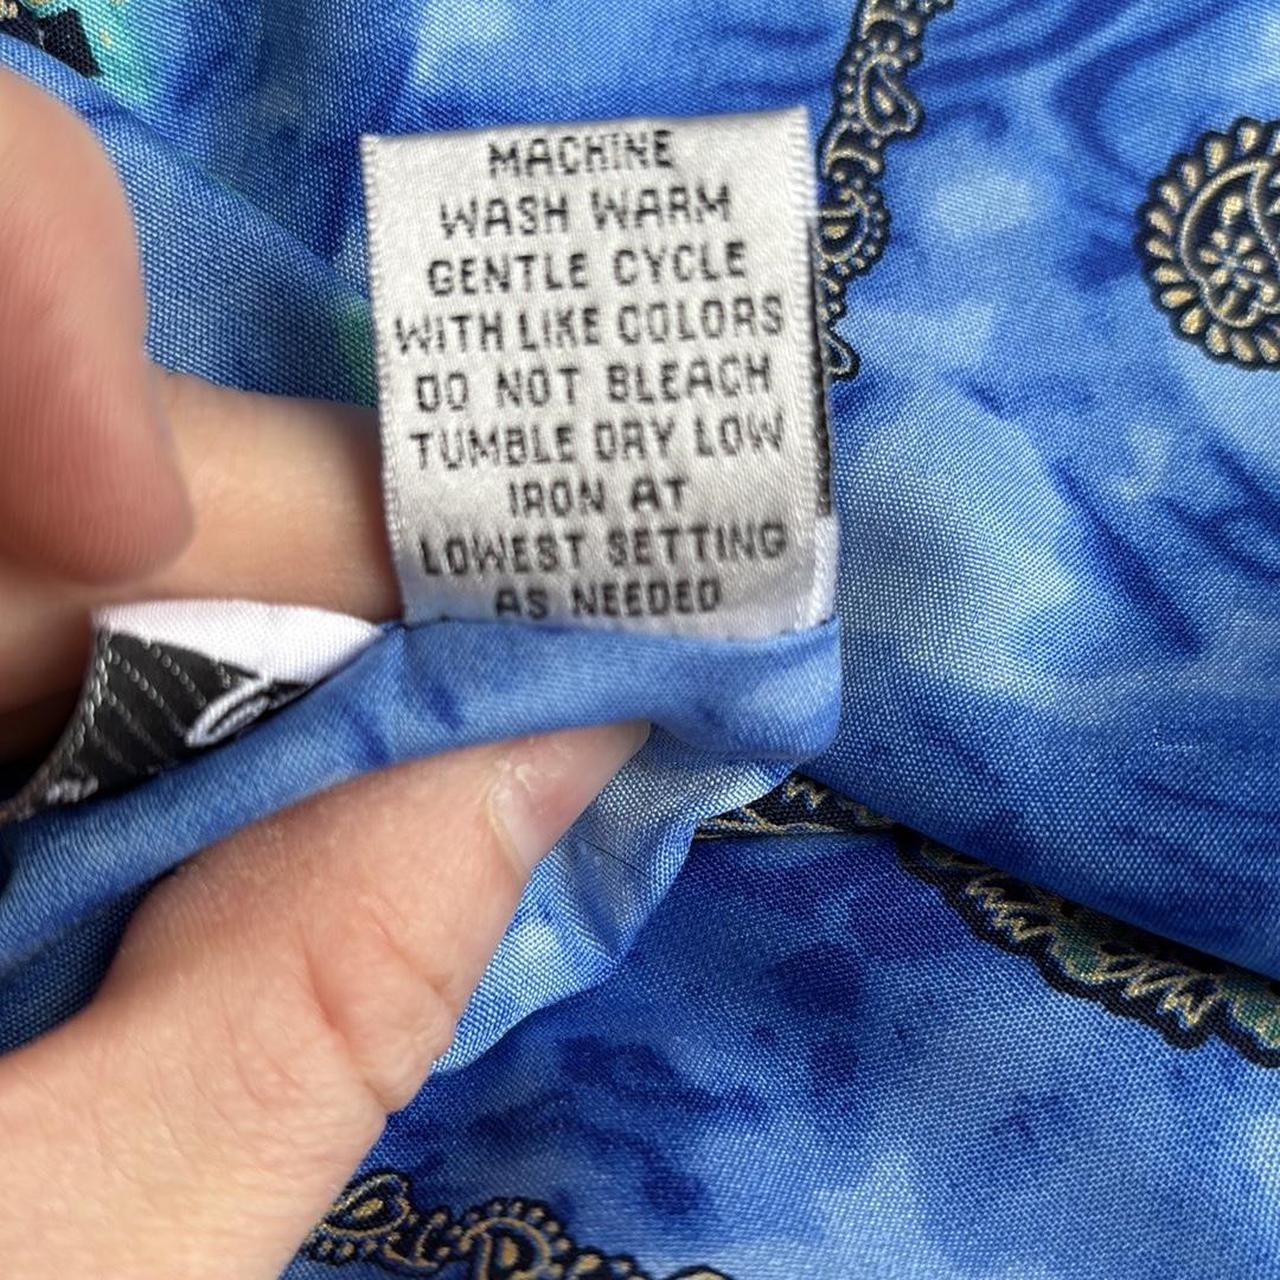 MACHINE
WASH WARM
GENTLE CYCLE
WITH LIKE COLORS
DO NOT BLEACH
TUMBLE DRY LOW
IRON AT
LOWEST SETTING
AS NEEDED